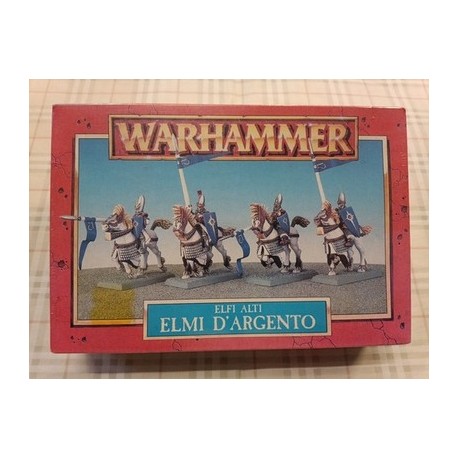 WARHAMMER
ELFI ALTI
ELMI D'ARGENTO